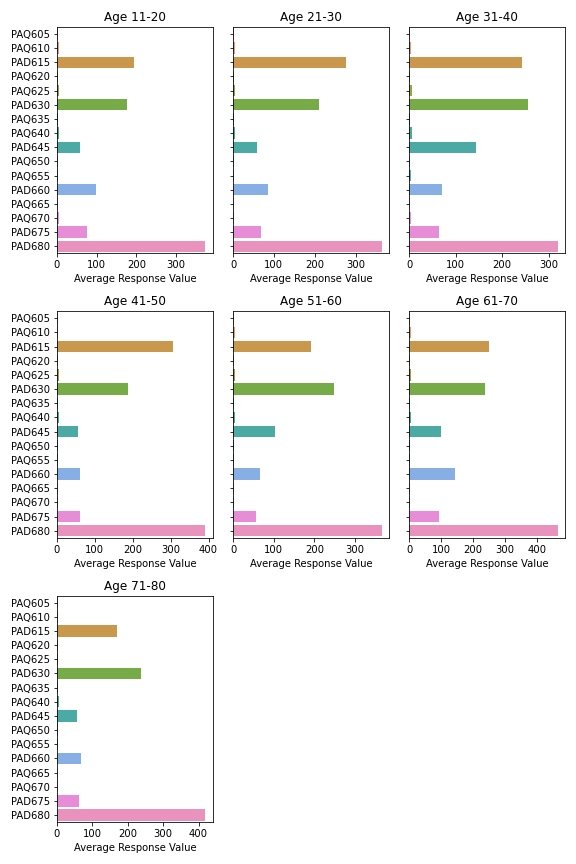 Age 11-20
Age 21-30
Age 31-40
PAQ605
PAQ610
PAD615
PAQ620
PAQ625
PAD630
PAQ635
PAQ640
PAD645
PAQ650
PAQ655
PAD660
PAQ665
PAQ670
PAD675
PAD680
0 100 200 300
0 100 200 300
0 100 200 300
Average Response Value
Average Response Value
Average Response Value
Age 41-50
Age 51-60
Age 61-70
PAQ605
PAQ610
PAD615
PAQ620
PAQ625
PAD630
PAQ635
PAQ640
PAD645
PAQ650
PAQ655
PAD660
PAQ665
PAQ670
PAD675
PAD680
0 100 200 300 400
0 100 200 300
0 100 200 300 400
Average Response Value
Average Response Value
Average Response Value
Age 71-80
PAQ605
PAQ610
PAD615
PAQ620
PAQ625
PAD630
PAQ635
PAQ640
PAD645
PAQ650
PAQ655
PAD660
PAQ665
PAQ670
PAD675
PAD680
0 100 200 300 400
Average Response Value